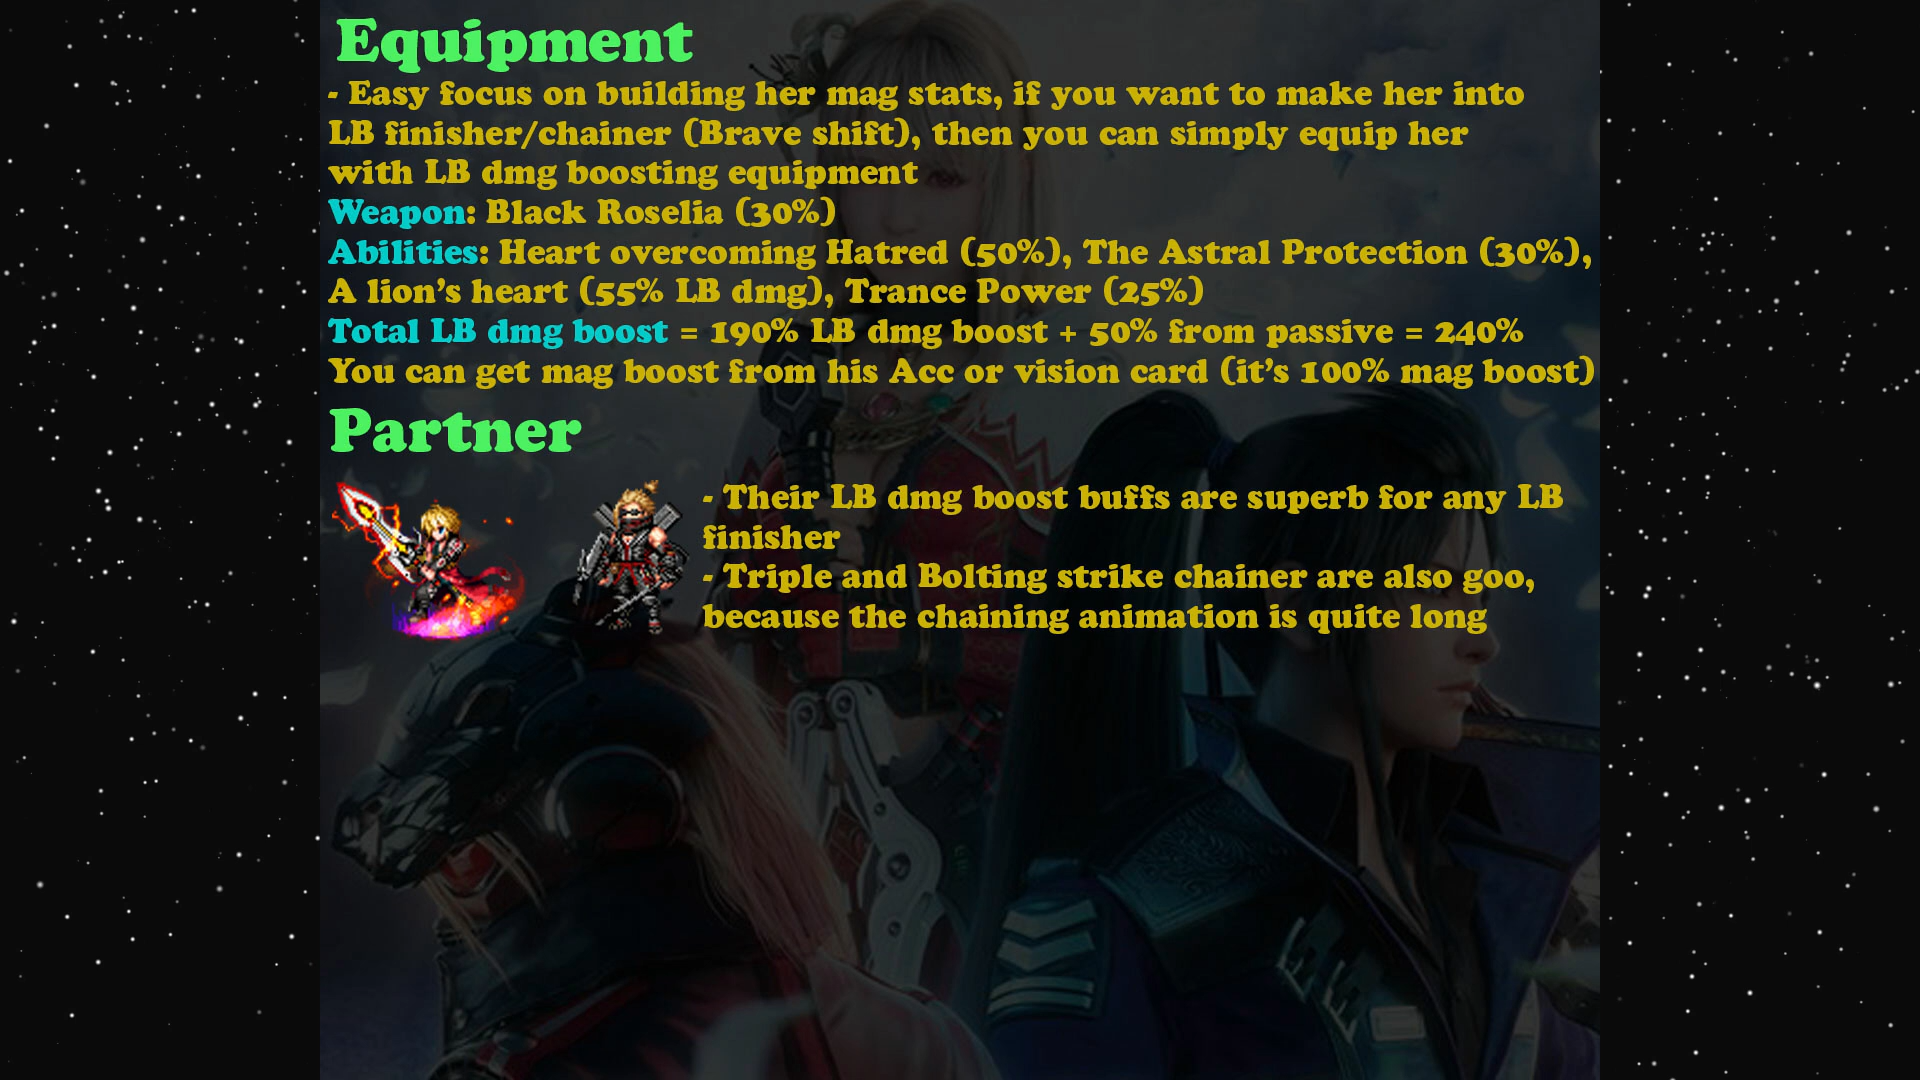 Equipment
- Easy focus on building her mag stats, if you want to make her into
LB finisher/chainer (Brave shift), then you can simply equip her
with LB dmg boosting equipment
Weapon: Black Roselia (30%)
Abilities: Heart overcoming Hatred (50%), The Astral Protection (30%),
A lion's heart (55% LB dmg), Trance Power (25%)
Total LB dmg boost = 190% LB dmg boost + 50% from passive = 240%
You can get mag boost from his Acc or vision card (it's 100% mag boost)
Partner
- Their LB dmg boost buffs are superb for any LB
finisher
- Triple and Bolting strike chainer are also goo,
because the chaining animation is quite long